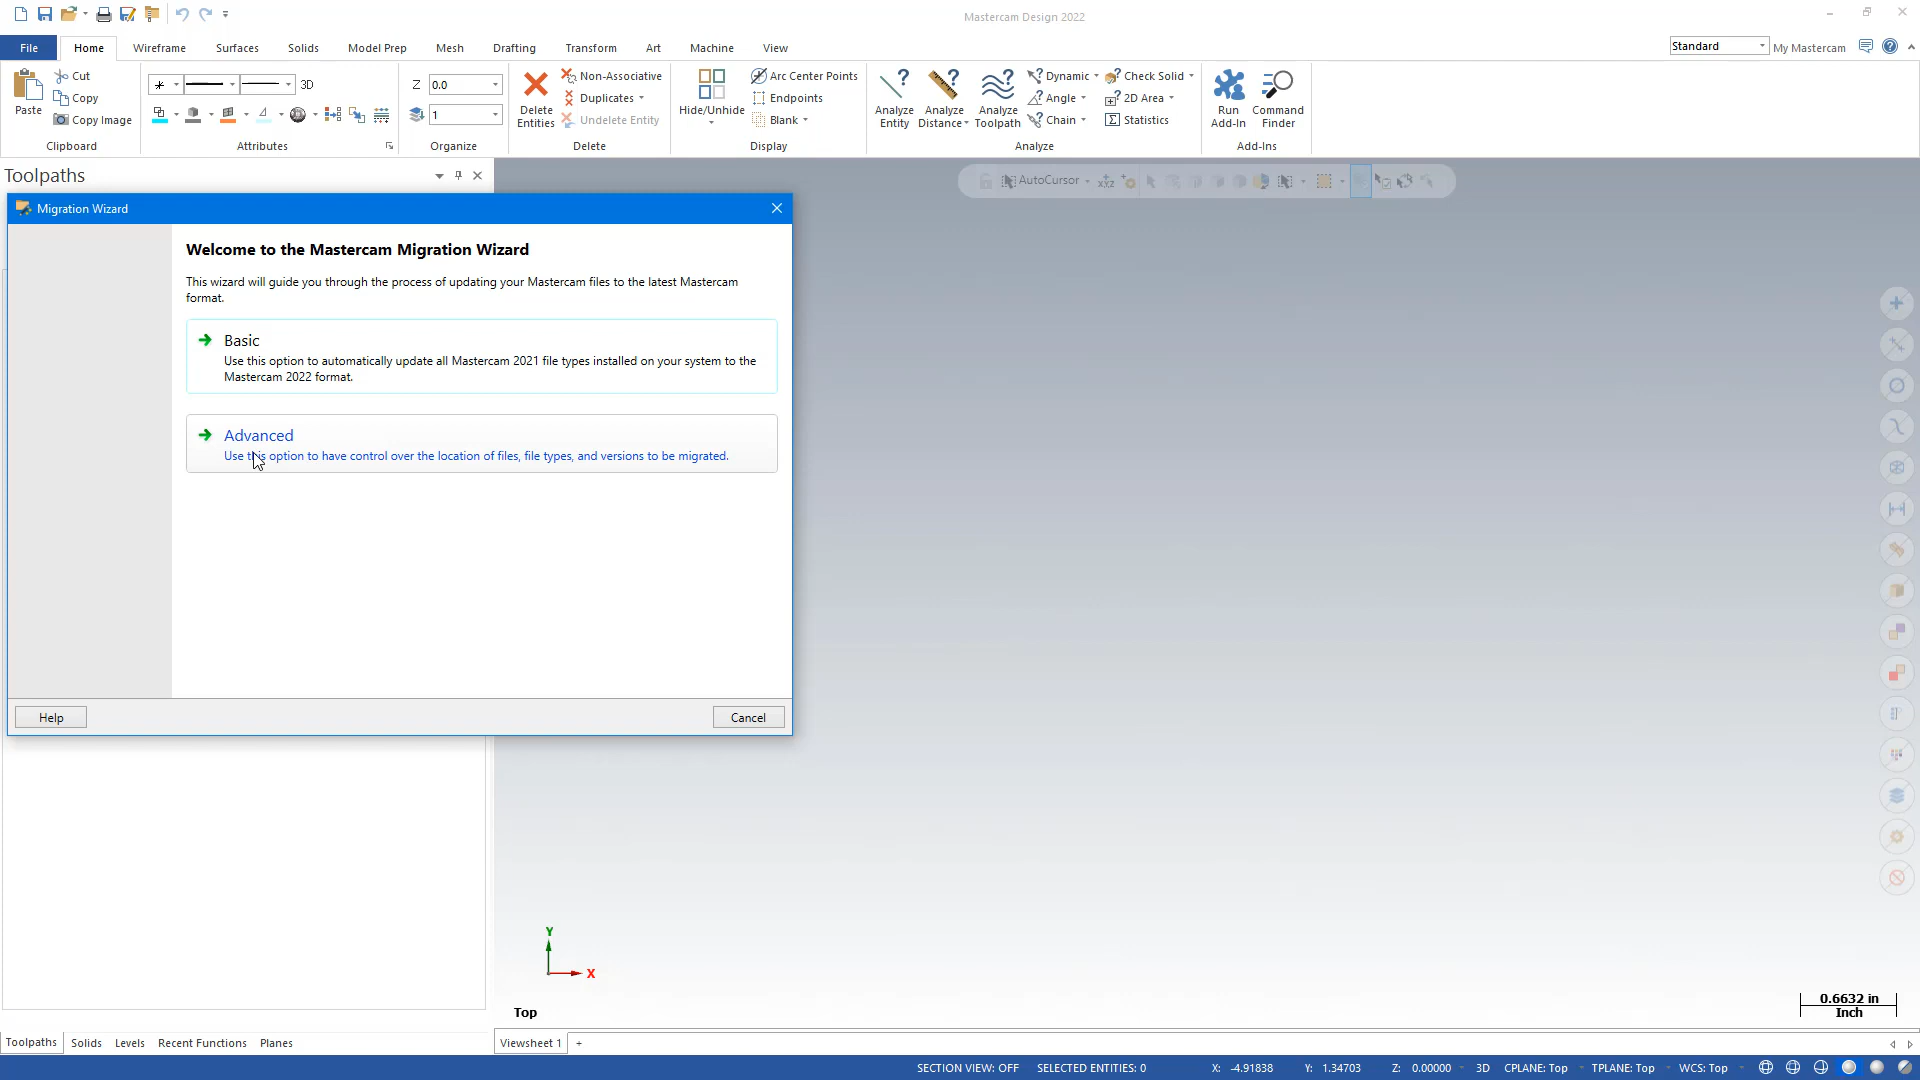 Mastercam Design 2022
File
Home
Wireframe
Surfaces
Solids
Model Prep
Mesh
Drafting
Transform
Art
Machine
View
Standard
My Mastercam
Paste
Cut
Copy
Copy Image
Clipboard
3D
Attributes
Z
0.0
1
Organize
Delete
Entities
Non-Associative
Duplicates
Undelete Entity
Delete
Hide/Unhide
Arc Center Points
Endpoints
Blank
Display
Analyze
Entity
Analyze
Distance
Analyze
Toolpath
Dynamic
Angle
Chain
Check Solid
2D Area
Statistics
Analyze
Run
Add-In
Command
Finder
Add-Ins
Toolpaths
AutoCursor
Migration Wizard
Welcome to the Mastercam Migration Wizard
This wizard will guide you through the process of updating your Mastercam files to the latest Mastercam
format.
Basic
Use this option to automatically update all Mastercam 2021 file types installed on your system to the
Mastercam 2022 format.
Advanced
Use this option to have control over the location of files, file types, and versions to be migrated.
Help
Cancel
Y
X
Top
0.6632 in
Inch
Toolpaths
Solids
Levels
Recent Functions
Planes
Viewsheet 1
+
SECTION VIEW: OFF
SELECTED ENTITIES: 0
X: -4.91838
Y: 1.34703
Z: 0.00000
3D
CPLANE: Top
TPLANE: Top
WCS: Top